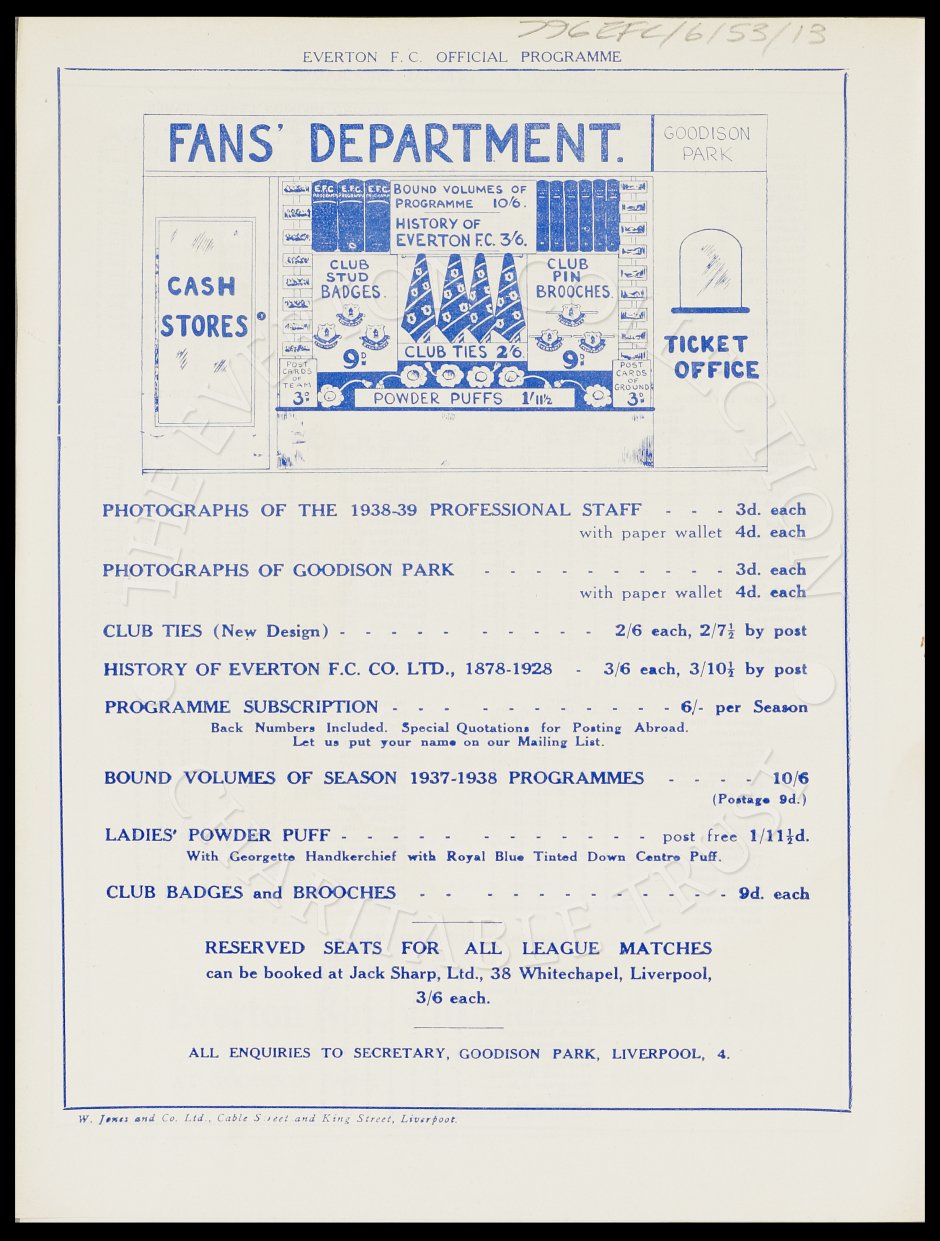 796EFC/6/53/13
EVERTON F.C. OFFICIAL PROGRAMME
FANS' DEPARTMENT.
GOODISON
PARK
CASH
STORES
E.F.C. E.F.C. E.F.C.
BOUND VOLUMES OF
PROGRAMME 10/6.
HISTORY OF
EVERTON F.C. 3/6.
CLUB
STUD
BADGES.
9D
CLUB TIES 2/6.
CLUB
PIN
BROOCHES.
9D
POST
CARDS
OF
TEAM
3D
POWDER PUFFS 1/11½
POST
CARDS
OF
GROUND
3D
TICKET
OFFICE
PHOTOGRAPHS OF THE 1938-39 PROFESSIONAL STAFF - - - 3d. each
with paper wallet 4d. each
PHOTOGRAPHS OF GOODISON PARK - - - - - - - - - - 3d. each
with paper wallet 4d. each
CLUB TIES (New Design) - - - - - - - - - - 2/6 each, 2/7½ by post
HISTORY OF EVERTON F.C. CO. LTD., 1878-1928 - 3/6 each, 3/10½ by post
PROGRAMME SUBSCRIPTION - - - - - - - - - - - 6/- per Season
Back Numbers Included. Special Quotations for Posting Abroad.
Let us put your name on our Mailing List.
BOUND VOLUMES OF SEASON 1937-1938 PROGRAMMES - - - - 10/6
(Postage 9d.)
LADIES' POWDER PUFF - - - - - - - - - - - - post free 1/11½d.
With Georgette Handkerchief with Royal Blue Tinted Down Centre Puff.
CLUB BADGES and BROOCHES - - - - - - - - - - - - - 9d. each
RESERVED SEATS FOR ALL LEAGUE MATCHES
can be booked at Jack Sharp, Ltd., 38 Whitechapel, Liverpool,
3/6 each.
ALL ENQUIRIES TO SECRETARY, GOODISON PARK, LIVERPOOL, 4.
W. Jones and Co. Ltd., Cable Street and King Street, Liverpool.
THE EVERTON COLLECTION
CHARITABLE TRUST